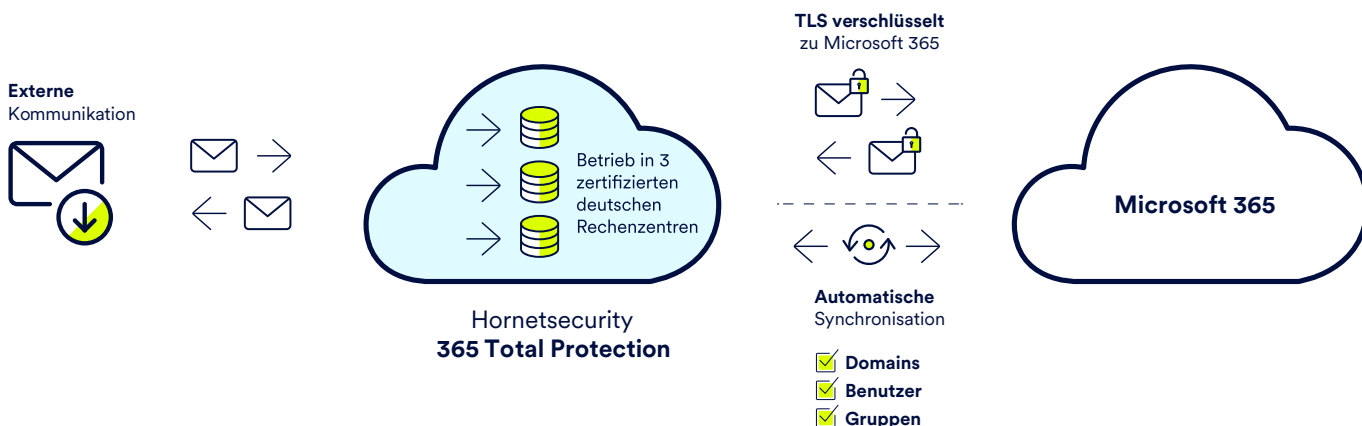 Externe
Kommunikation
Betrieb in 3
zertifizierten
deutschen
Rechenzentren
Hornetsecurity
365 Total Protection
TLS verschlüsselt
zu Microsoft 365
Automatische
Synchronisation
Domains
Benutzer
Gruppen
Microsoft 365